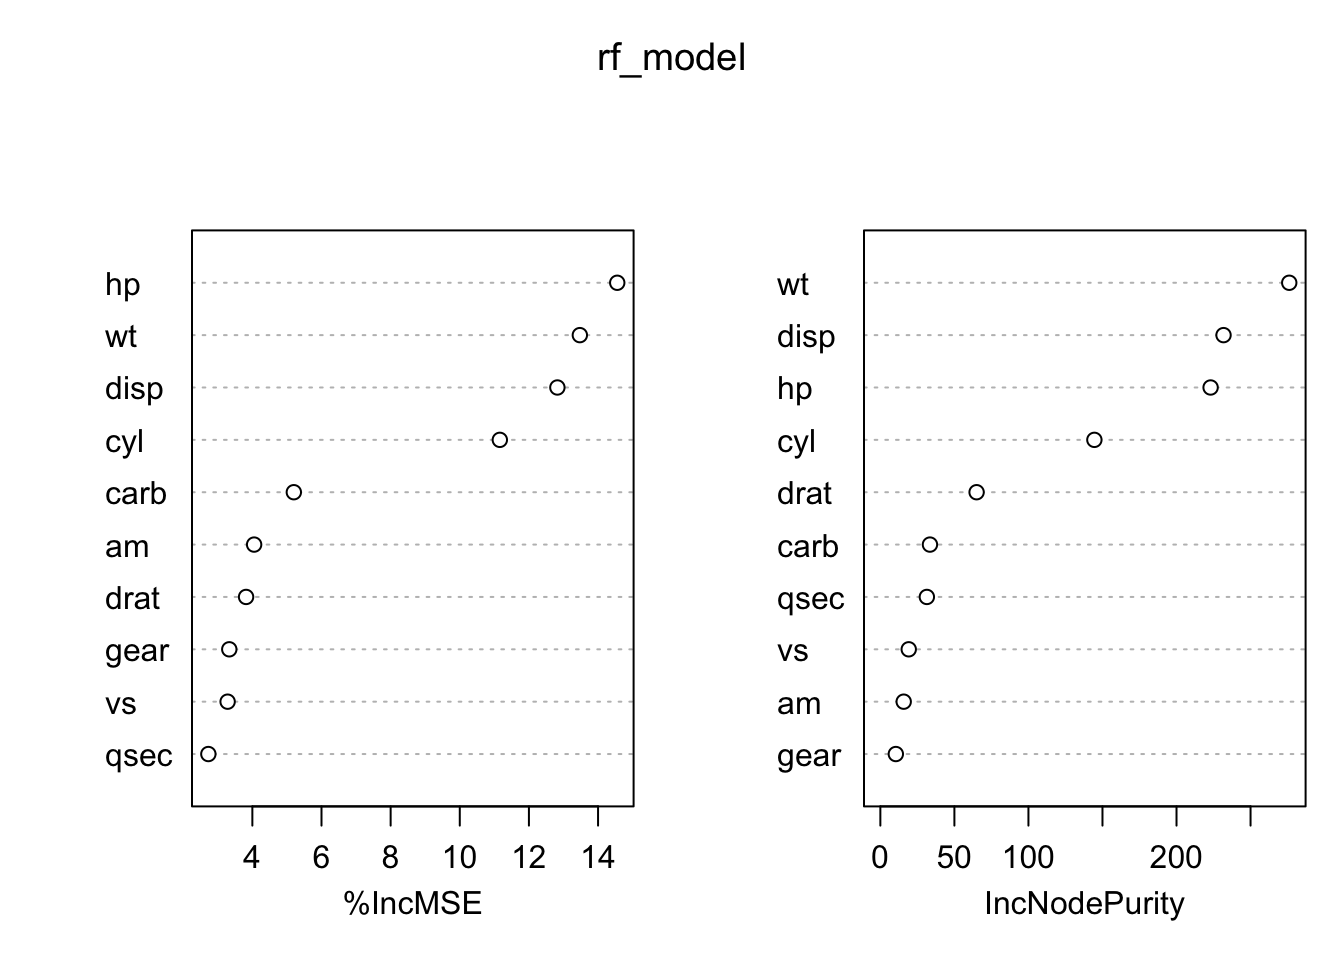 rf_model
hp
wt
disp
cyl
carb
am
drat
gear
vs
qsec
4 6 8 10 12 14
%IncMSE
wt
disp
hp
cyl
drat
carb
qsec
vs
am
gear
0 50 100 200
IncNodePurity